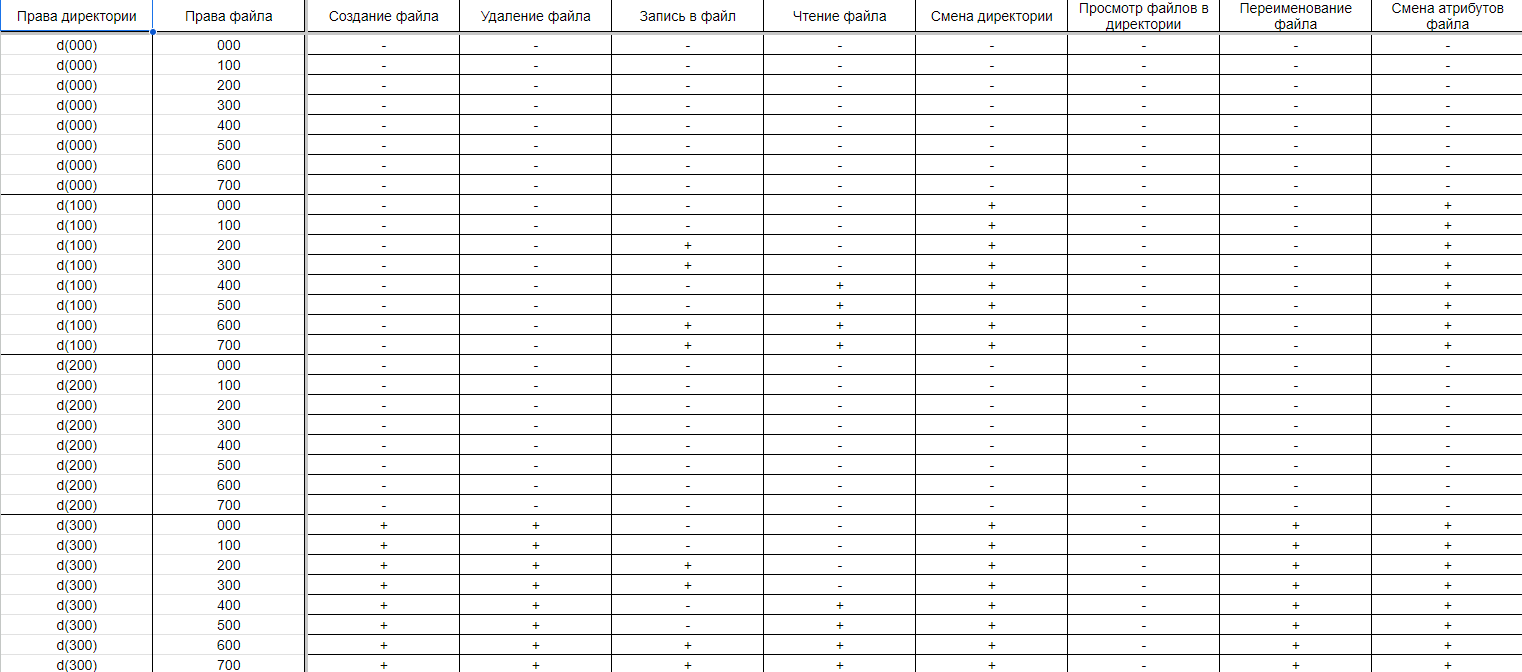 Права директории Права файла Создание файла Удаление файла Запись в файл Чтение файла Смена директории Просмотр файлов в директории Переименование файла Смена атрибутов файла
d(000) 000 - - - - - - - -
d(000) 100 - - - - - - - -
d(000) 200 - - - - - - - -
d(000) 300 - - - - - - - -
d(000) 400 - - - - - - - -
d(000) 500 - - - - - - - -
d(000) 600 - - - - - - - -
d(000) 700 - - - - - - - -
d(100) 000 - - - - + - - +
d(100) 100 - - - - + - - +
d(100) 200 - - + - + - - +
d(100) 300 - - + - + - - +
d(100) 400 - - - + + - - +
d(100) 500 - - - + + - - +
d(100) 600 - - + + + - - +
d(100) 700 - - + + + - - +
d(200) 000 - - - - - - - -
d(200) 100 - - - - - - - -
d(200) 200 - - - - - - - -
d(200) 300 - - - - - - - -
d(200) 400 - - - - - - - -
d(200) 500 - - - - - - - -
d(200) 600 - - - - - - - -
d(200) 700 - - - - - - - -
d(300) 000 + + - - + - + +
d(300) 100 + + - - + - + +
d(300) 200 + + + - + - + +
d(300) 300 + + + - + - + +
d(300) 400 + + - + + - + +
d(300) 500 + + - + + - + +
d(300) 600 + + + + + - + +
d(300) 700 + + + + + - + +